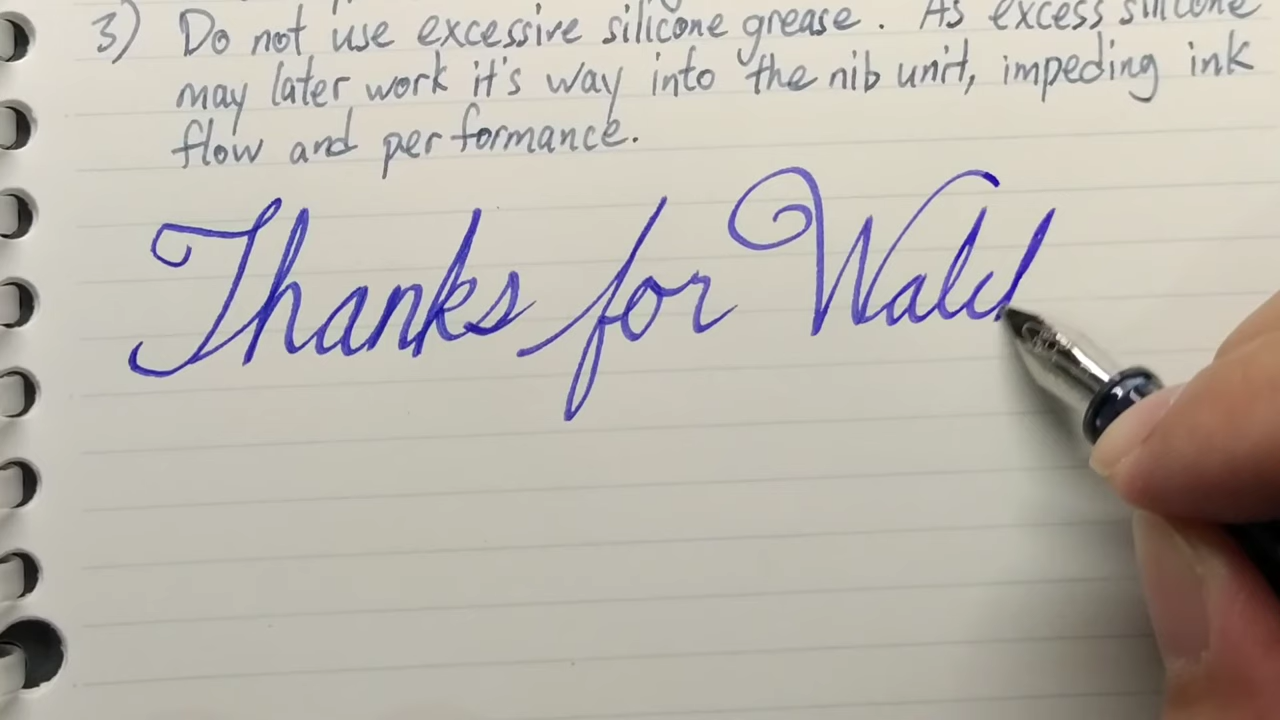 3) Do not use excessive silicone grease. As excess silicone
may later work it's way into the nib unit, impeding ink
flow and performance.
Thanks for